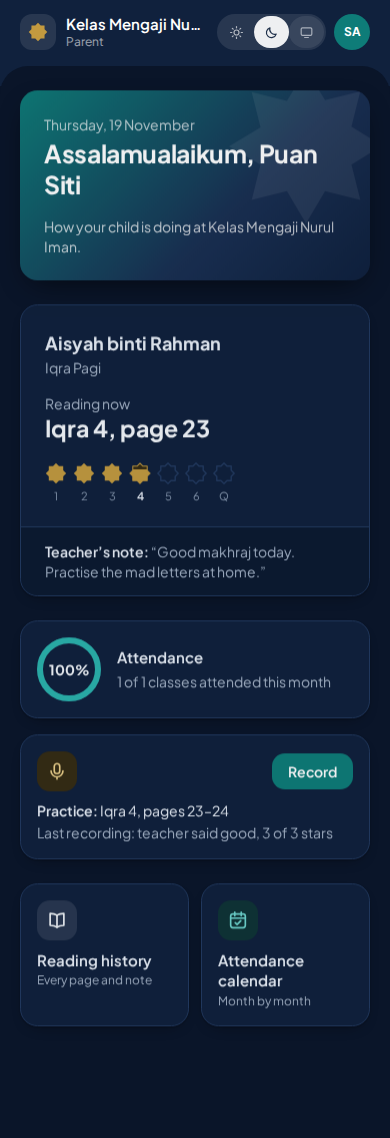 Kelas Mengaji Nu...
Parent
SA
Thursday, 19 November
Assalamualaikum, Puan
Siti
How your child is doing at Kelas Mengaji Nurul
Iman.
Aisyah binti Rahman
Iqra Pagi
Reading now
Iqra 4, page 23
1 2 3 4 5 6 Q
Teacher's note: “Good makhraj today.
Practise the mad letters at home.”
100%
Attendance
1 of 1 classes attended this month
Record
Practice: Iqra 4, pages 23–24
Last recording: teacher said good, 3 of 3 stars
Reading history
Every page and note
Attendance
calendar
Month by month